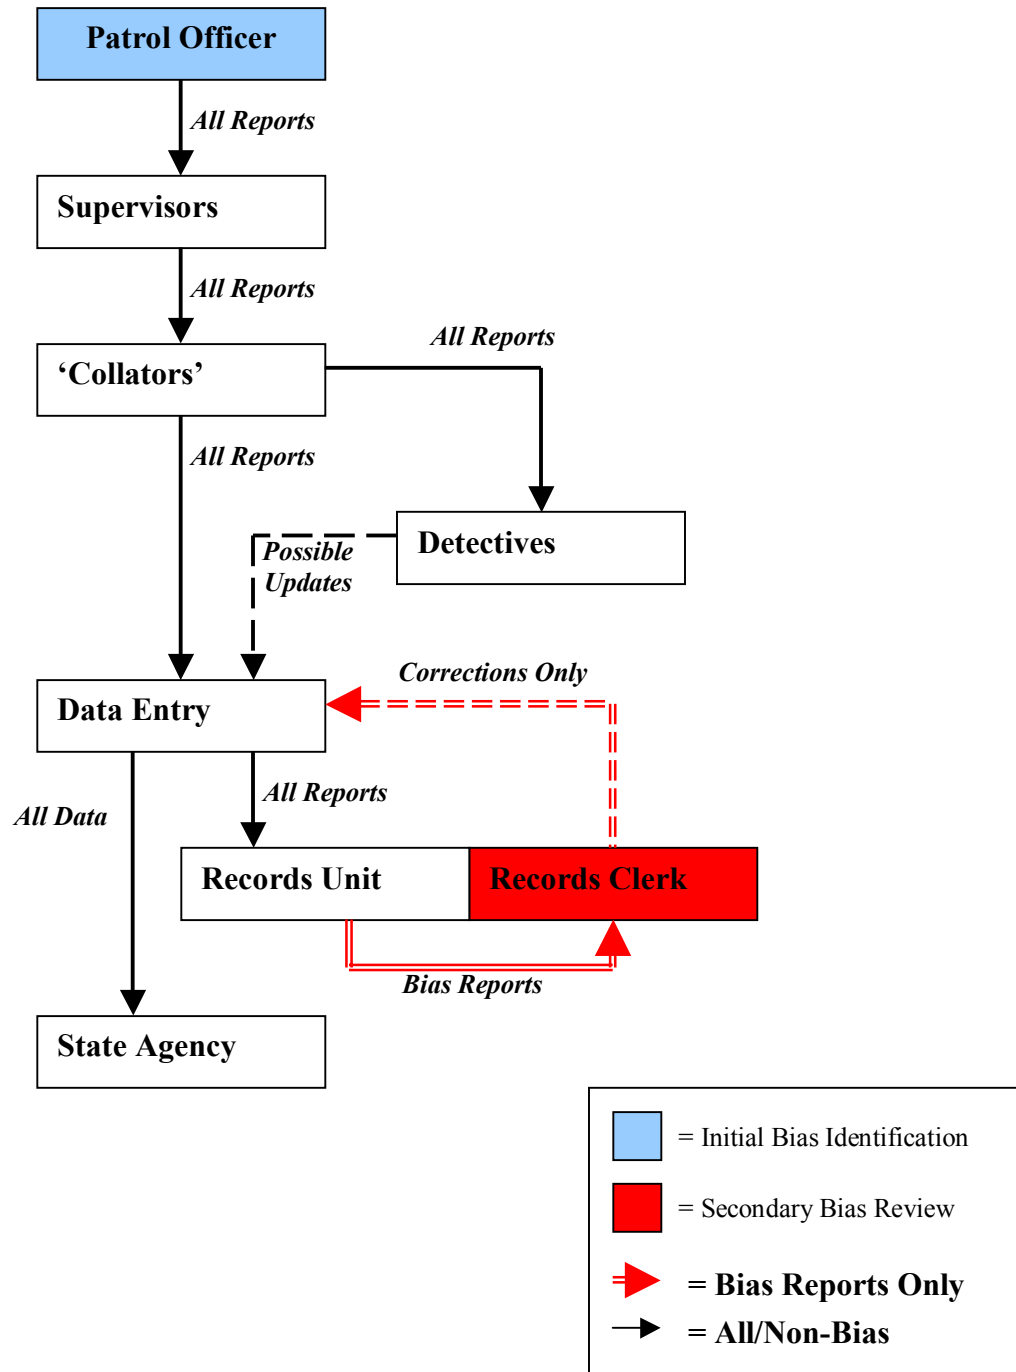 Patrol Officer
All Reports
Supervisors
All Reports
All Reports
‘Collators’
All Reports
Detectives
Possible
Updates
Corrections Only
Data Entry
All Reports
All Data
Records Unit
Records Clerk
Bias Reports
State Agency
= Initial Bias Identification
= Secondary Bias Review
= Bias Reports Only
= All/Non-Bias